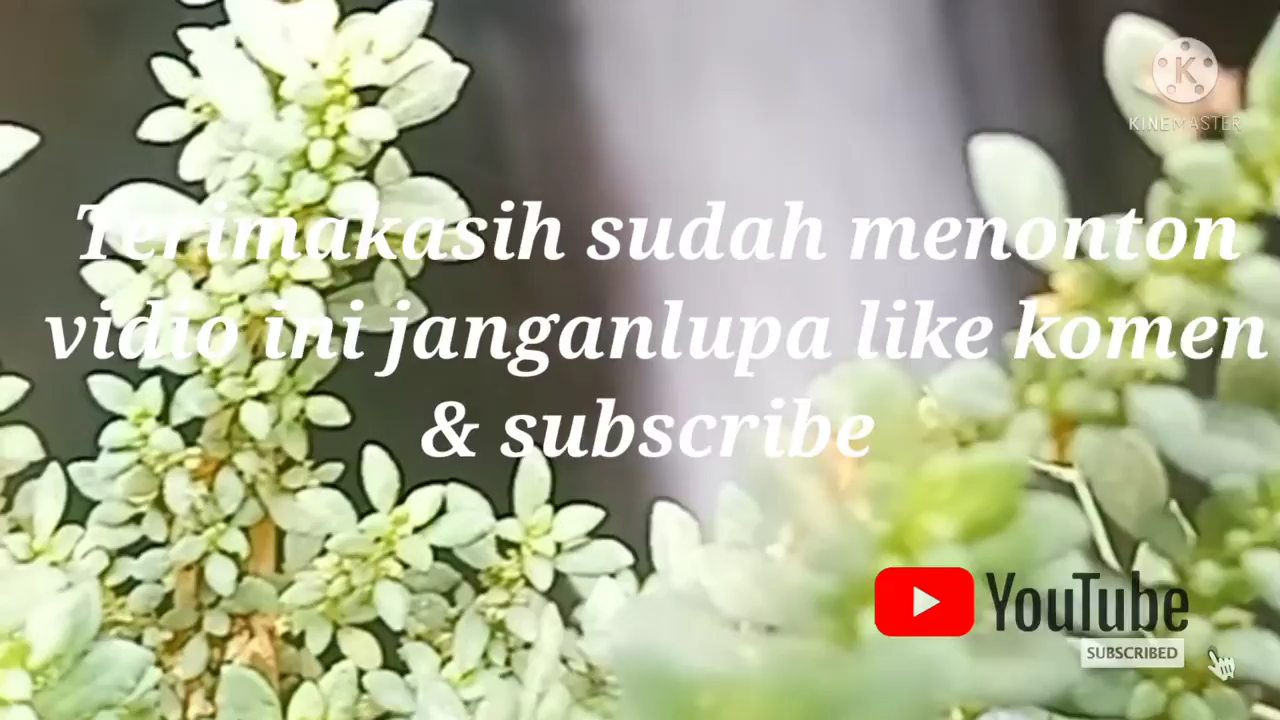 K
KINEMASTER
Terimakasih sudah menonton
vidio ini janganlupa like komen
& subscribe
YouTube
SUBSCRIBED